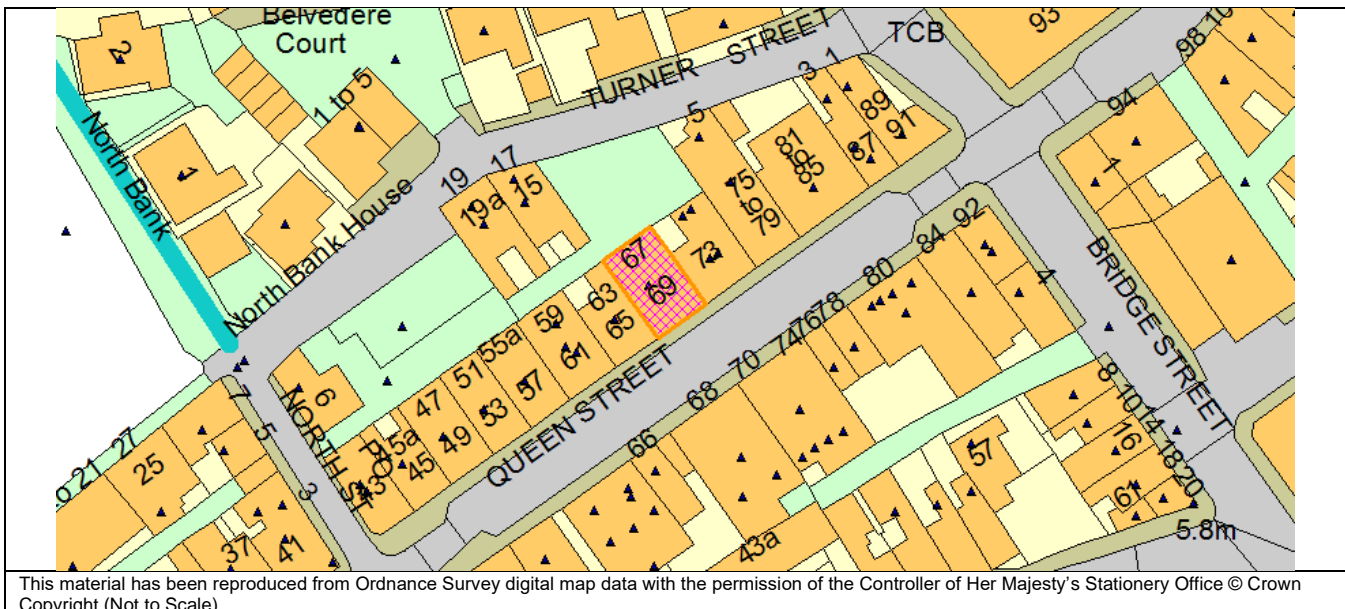 Belvedere
Court
2
1 to 5
North Bank
1
North Bank House
TURNER STREET
TCB
93
98
94
1
3
1
5
89
91
87
81
to
85
75
to
79
73
67
69
63
65
59
61
55a
57
51
53
47
49
45a
45
43
PO
19
17
19a
15
6
NORTH ST
7
5
3
27
to 21
25
37
41
QUEEN STREET
66
68
70
74
76
78
80
84
92
4
BRIDGE STREET
8
10
14
16
18
20
57
61
43a
5.8m
This material has been reproduced from Ordnance Survey digital map data with the permission of the Controller of Her Majesty's Stationery Office © Crown
Copyright (Not to Scale)